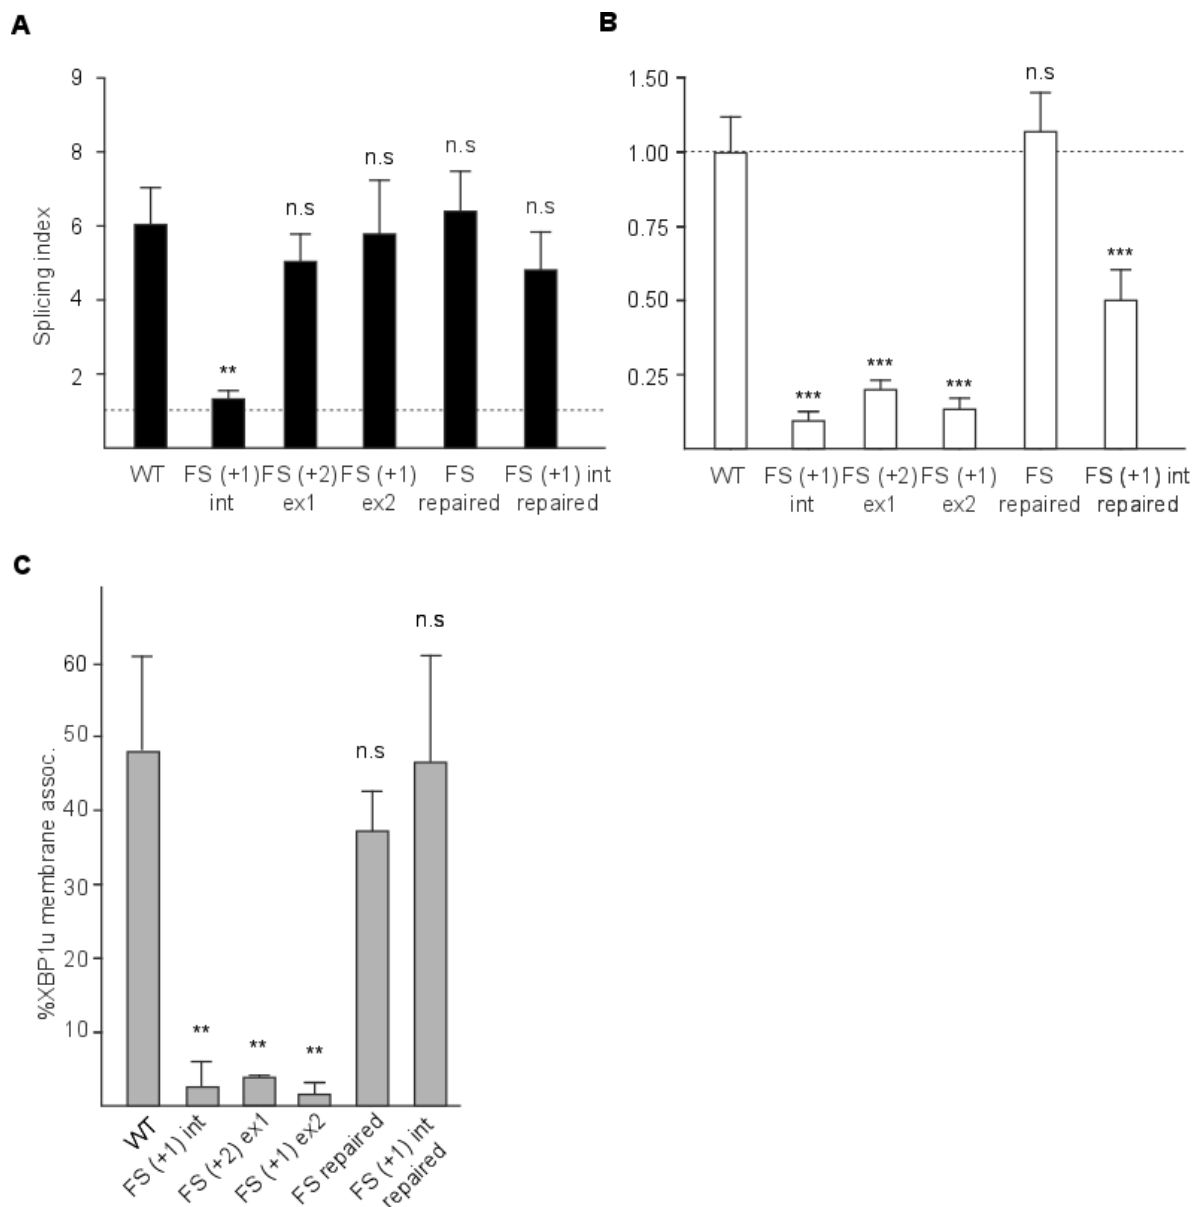 A
9
8
6
4
2
Splicing index
n.s
n.s
n.s
n.s
**
WT
FS (+1)
int
FS (+2)
ex1
FS (+1)
ex2
FS
repaired
FS (+1) int
repaired
B
1.50
1.00
0.75
0.50
0.25
n.s
***
***
***
***
WT
FS (+1)
int
FS (+2)
ex1
FS (+1)
ex2
FS
repaired
FS (+1) int
repaired
C
60
50
40
30
20
10
%XBP1u membrane assoc.
n.s
n.s
**
**
**
WT
FS (+1) int
FS (+2) ex1
FS (+1) ex2
FS repaired
FS (+1) int
repaired